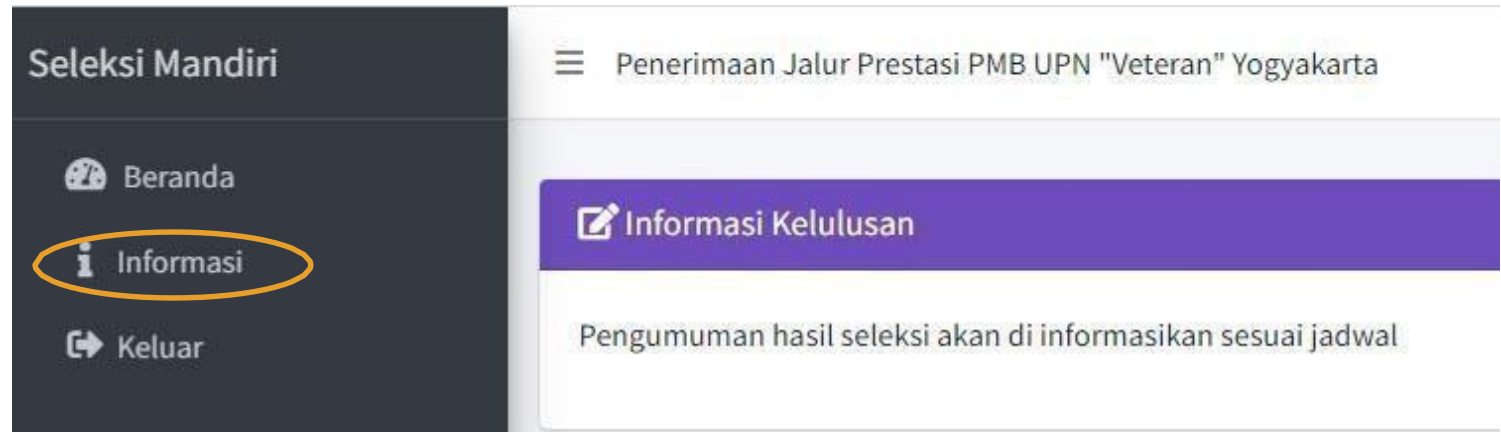 Seleksi Mandiri
Penerimaan Jalur Prestasi PMB UPN "Veteran" Yogyakarta
Beranda
Informasi
Keluar
Informasi Kelulusan
Pengumuman hasil seleksi akan di informasikan sesuai jadwal